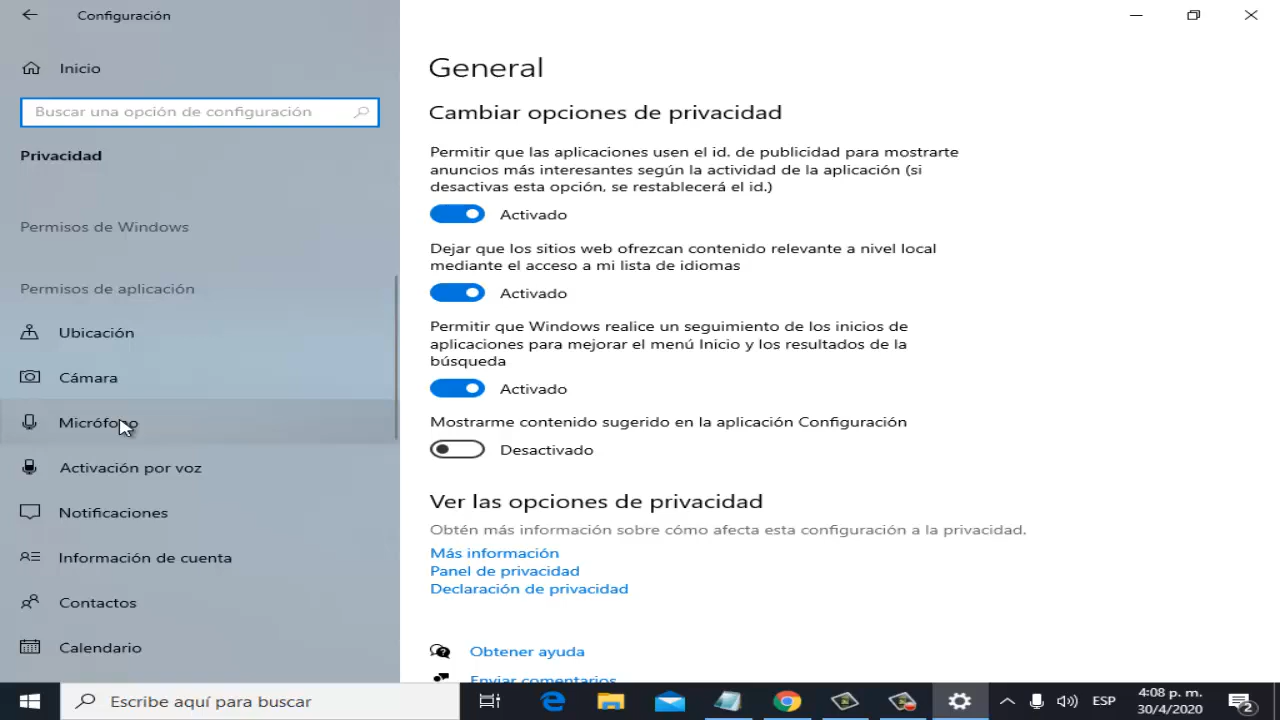 Configuración
Inicio
Buscar una opción de configuración
Privacidad
Permisos de Windows
Permisos de aplicación
Ubicación
Cámara
Micrófono
Activación por voz
Notificaciones
Información de cuenta
Contactos
Calendario
General
Cambiar opciones de privacidad
Permitir que las aplicaciones usen el id. de publicidad para mostrarte
anuncios más interesantes según la actividad de la aplicación (si
desactivas esta opción, se restablecerá el id.)
Activado
Dejar que los sitios web ofrezcan contenido relevante a nivel local
mediante el acceso a mi lista de idiomas
Activado
Permitir que Windows realice un seguimiento de los inicios de
aplicaciones para mejorar el menú Inicio y los resultados de la
búsqueda
Activado
Mostrarme contenido sugerido en la aplicación Configuración
Desactivado
Ver las opciones de privacidad
Obtén más información sobre cómo afecta esta configuración a la privacidad.
Más información
Panel de privacidad
Declaración de privacidad
Obtener ayuda
Enviar comentarios
Escribe aquí para buscar
ESP
4:08 p. m.
30/4/2020
2